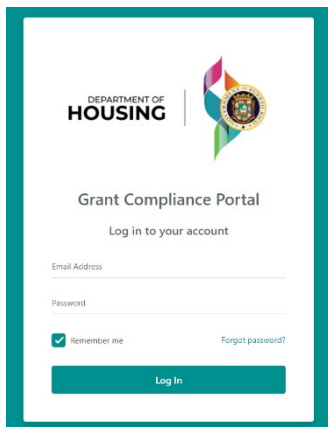 DEPARTMENT OF
HOUSING
Grant Compliance Portal
Log in to your account
Email Address
Password
Remember me
Forgot password?
Log In